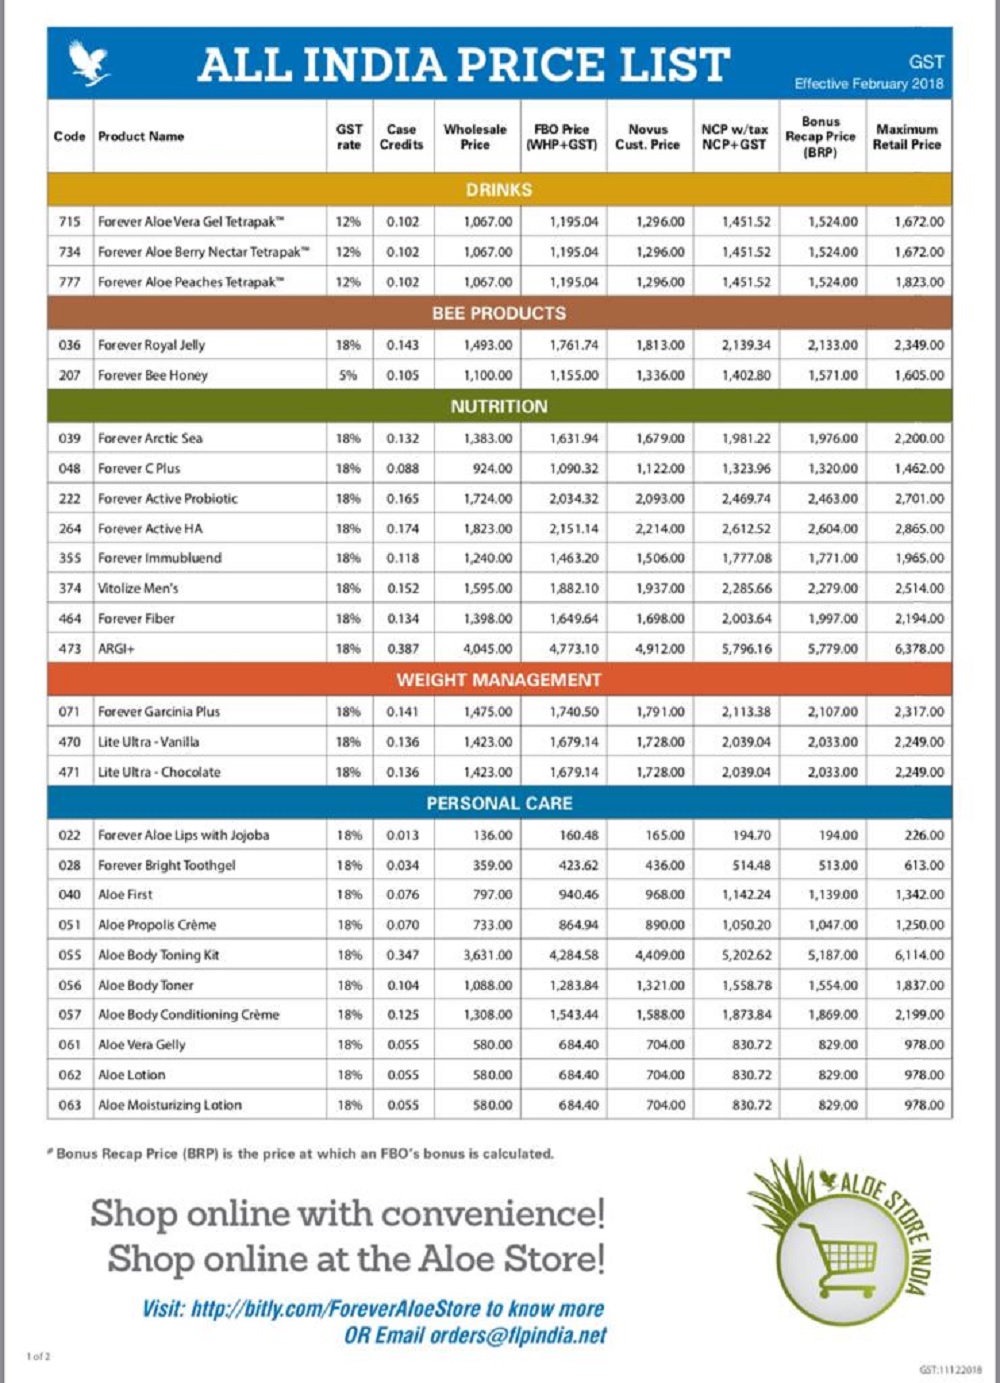 ALL INDIA PRICE LIST
GST
Effective February 2018
Code Product Name GST rate Case Credits Wholesale Price FBO Price (WHP+GST) Novus Cust. Price NCP w/tax NCP+GST Bonus Recap Price (BRP) Maximum Retail Price
DRINKS
715 Forever Aloe Vera Gel Tetrapak™ 12% 0.102 1,067.00 1,195.04 1,296.00 1,451.52 1,524.00 1,672.00
734 Forever Aloe Berry Nectar Tetrapak™ 12% 0.102 1,067.00 1,195.04 1,296.00 1,451.52 1,524.00 1,672.00
777 Forever Aloe Peaches Tetrapak™ 12% 0.102 1,067.00 1,195.04 1,296.00 1,451.52 1,524.00 1,823.00
BEE PRODUCTS
036 Forever Royal Jelly 18% 0.143 1,493.00 1,761.74 1,813.00 2,139.34 2,133.00 2,349.00
207 Forever Bee Honey 5% 0.105 1,100.00 1,155.00 1,336.00 1,402.80 1,571.00 1,605.00
NUTRITION
039 Forever Arctic Sea 18% 0.132 1,383.00 1,631.94 1,679.00 1,981.22 1,976.00 2,200.00
048 Forever C Plus 18% 0.088 924.00 1,090.32 1,122.00 1,323.96 1,320.00 1,462.00
222 Forever Active Probiotic 18% 0.165 1,724.00 2,034.32 2,093.00 2,469.74 2,463.00 2,701.00
264 Forever Active HA 18% 0.174 1,823.00 2,151.14 2,214.00 2,612.52 2,604.00 2,865.00
355 Forever Immubluend 18% 0.118 1,240.00 1,463.20 1,506.00 1,777.08 1,771.00 1,965.00
374 Vitolize Men's 18% 0.152 1,595.00 1,882.10 1,937.00 2,285.66 2,279.00 2,514.00
464 Forever Fiber 18% 0.134 1,398.00 1,649.64 1,698.00 2,003.64 1,997.00 2,194.00
473 ARGI+ 18% 0.387 4,045.00 4,773.10 4,912.00 5,796.16 5,779.00 6,378.00
WEIGHT MANAGEMENT
071 Forever Garcinia Plus 18% 0.141 1,475.00 1,740.50 1,791.00 2,113.38 2,107.00 2,317.00
470 Lite Ultra - Vanilla 18% 0.136 1,423.00 1,679.14 1,728.00 2,039.04 2,033.00 2,249.00
471 Lite Ultra - Chocolate 18% 0.136 1,423.00 1,679.14 1,728.00 2,039.04 2,033.00 2,249.00
PERSONAL CARE
022 Forever Aloe Lips with Jojoba 18% 0.013 136.00 160.48 165.00 194.70 194.00 226.00
028 Forever Bright Toothgel 18% 0.034 359.00 423.62 436.00 514.48 513.00 613.00
040 Aloe First 18% 0.076 797.00 940.46 968.00 1,142.24 1,139.00 1,342.00
051 Aloe Propolis Crème 18% 0.070 733.00 864.94 890.00 1,050.20 1,047.00 1,250.00
055 Aloe Body Toning Kit 18% 0.347 3,631.00 4,284.58 4,409.00 5,202.62 5,187.00 6,114.00
056 Aloe Body Toner 18% 0.104 1,088.00 1,283.84 1,321.00 1,558.78 1,554.00 1,837.00
057 Aloe Body Conditioning Crème 18% 0.125 1,308.00 1,543.44 1,588.00 1,873.84 1,869.00 2,199.00
061 Aloe Vera Gelly 18% 0.055 580.00 684.40 704.00 830.72 829.00 978.00
062 Aloe Lotion 18% 0.055 580.00 684.40 704.00 830.72 829.00 978.00
063 Aloe Moisturizing Lotion 18% 0.055 580.00 684.40 704.00 830.72 829.00 978.00
* Bonus Recap Price (BRP) is the price at which an FBO's bonus is calculated.
Shop online with convenience!
Shop online at the Aloe Store!
Visit: http://bitly.com/ForeverAloeStore to know more
OR Email orders@flpindia.net
ALOE STORE INDIA
1 of 2
GST:11122018